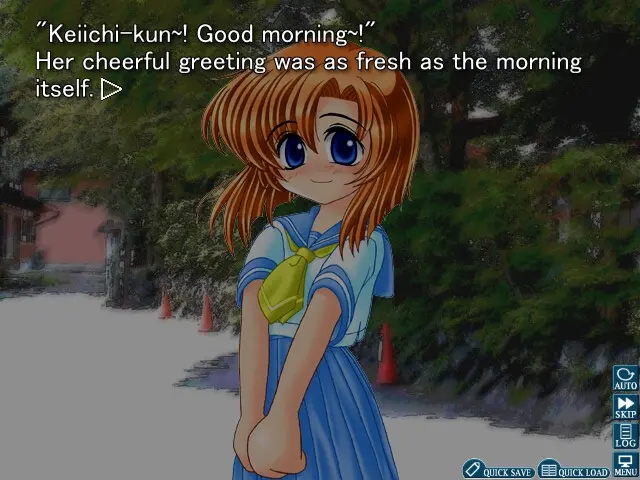 "Keiichi-kun~! Good morning~!"
Her cheerful greeting was as fresh as the morning
itself.
AUTO
SKIP
LOG
QUICK SAVE
QUICK LOAD
MENU